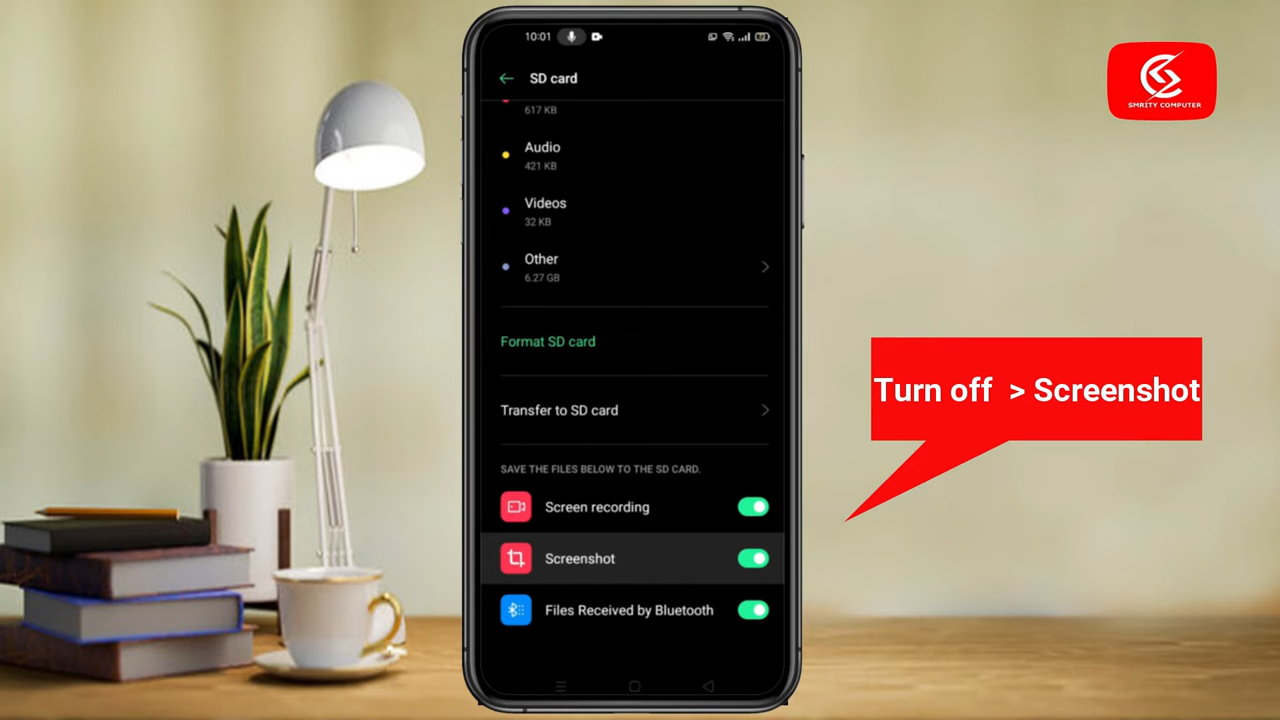 10:01
SD card
617 KB
Audio
421 KB
Videos
32 KB
Other
6.27 GB
Format SD card
Transfer to SD card
SAVE THE FILES BELOW TO THE SD CARD.
Screen recording
Screenshot
Files Received by Bluetooth
SMRITY COMPUTER
Turn off > Screenshot